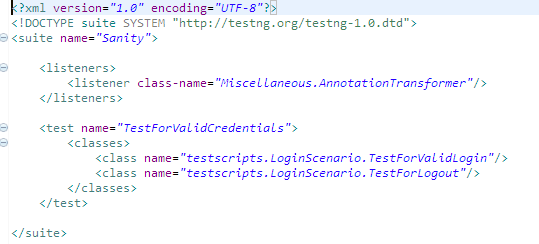 <?xml version="1.0" encoding="UTF-8"?>
<!DOCTYPE suite SYSTEM "http://testng.org/testng-1.0.dtd">
<suite name="Sanity">
<listeners>
<listener class-name="Miscellaneous.AnnotationTransformer"/>
</listeners>
<test name="TestForValidCredentials">
<classes>
<class name="testscripts.LoginScenario.TestForValidLogin"/>
<class name="testscripts.LoginScenario.TestForLogout"/>
</classes>
</test>
</suite>